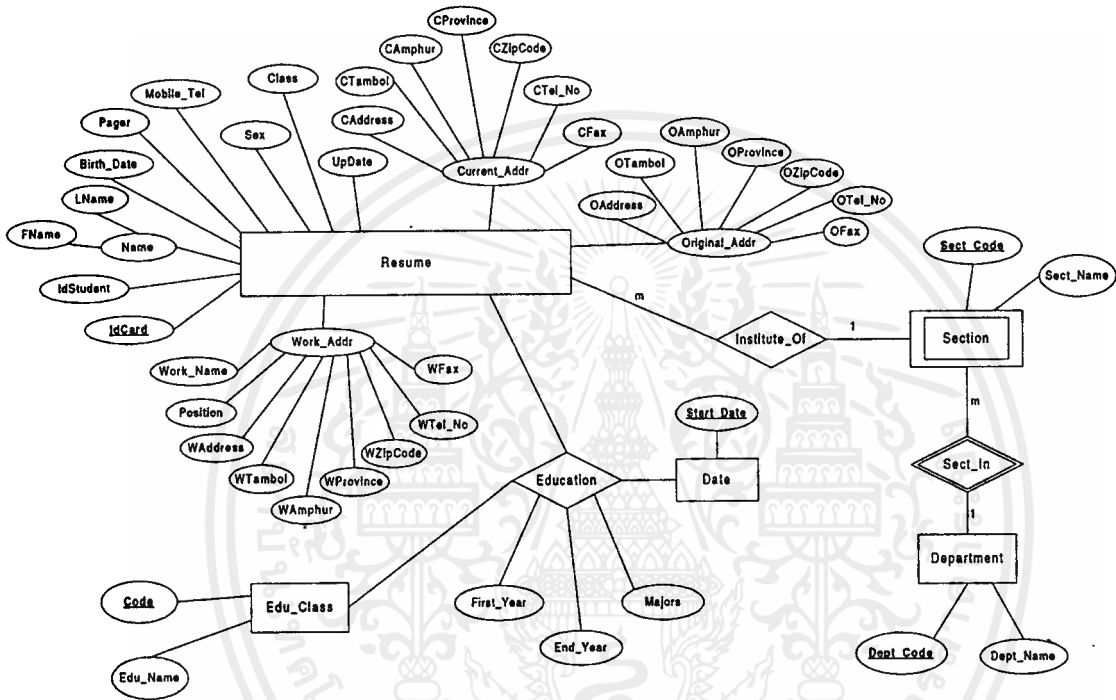 CProvince
CAmphur
CZipCode
Class
CTambol
CTel_No
Mobile_Tel
CAddress
CFax
OAmphur
Pager
Sex
OTambol
OProvince
UpDate
Current_Addr
OZipCode
Birth_Date
OAddress
OTel_No
LName
FName
Name
Original_Addr
OFax
Resume
Sect_Code
Sect_Name
IdStudent
m
IdCard
Institute_Of
1
Section
Work_Addr
Work_Name
WFax
m
Position
Start_Date
WTel_No
WAddress
WZipCode
Sect_In
WTambol
WProvince
Education
Date
WAmphur
1
Department
Code
Edu_Class
First_Year
Majors
End_Year
Dept_Code
Dept_Name
Edu_Name